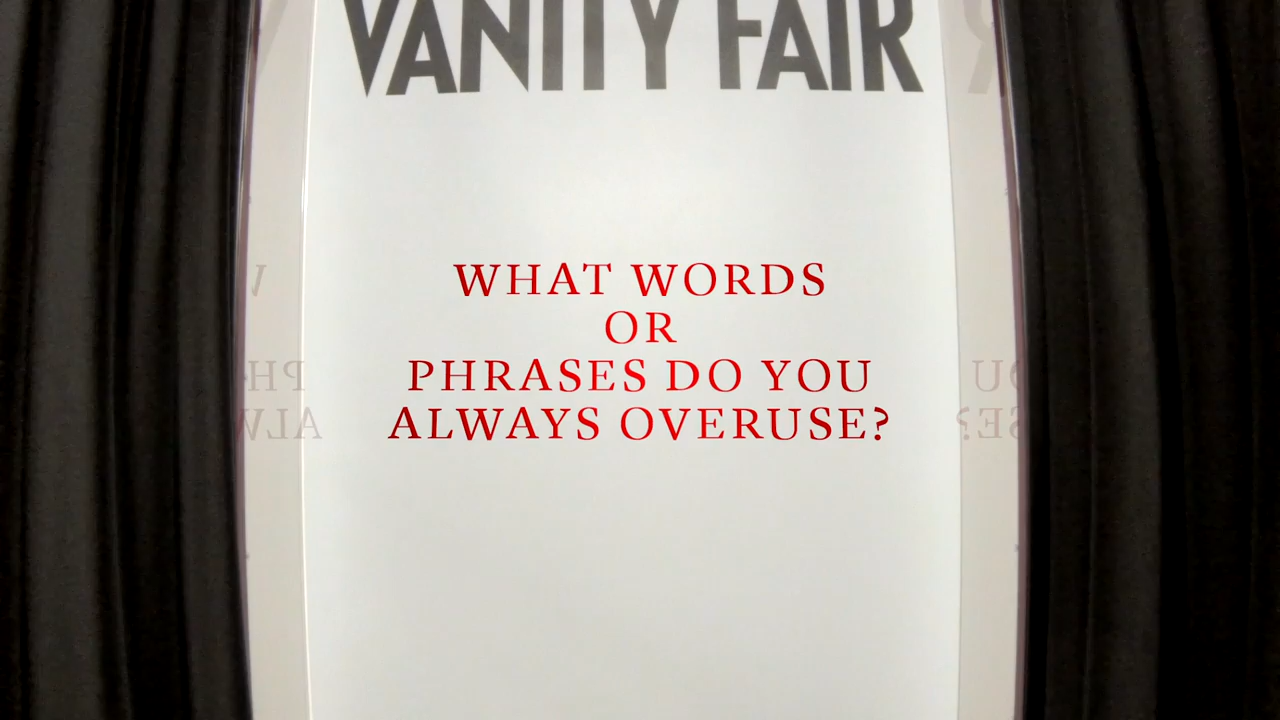 VANITY FAIR
WHAT WORDS
OR
PHRASES DO YOU
ALWAYS OVERUSE?